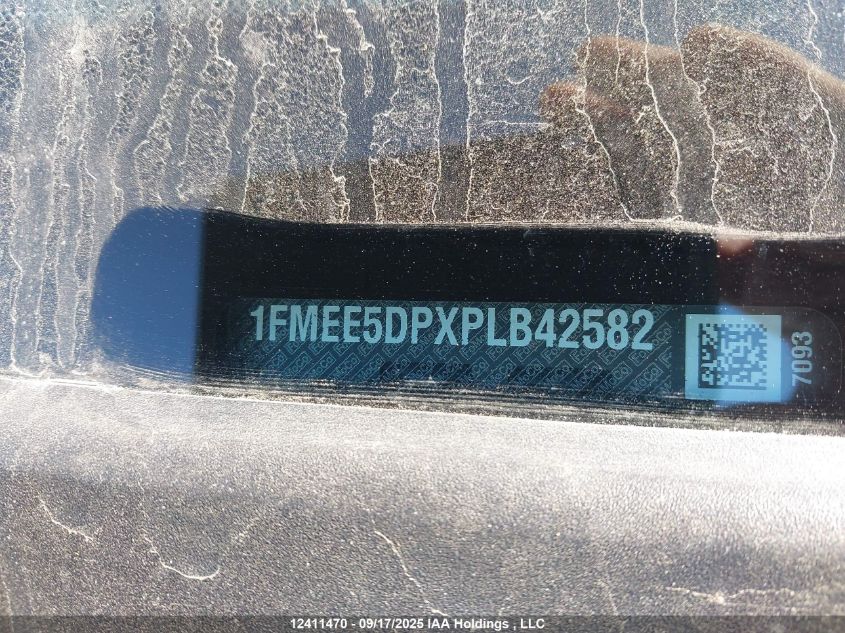 1FMEE5DPXPLB42582
7093
12411470 - 09/17/2025 IAA Holdings , LLC